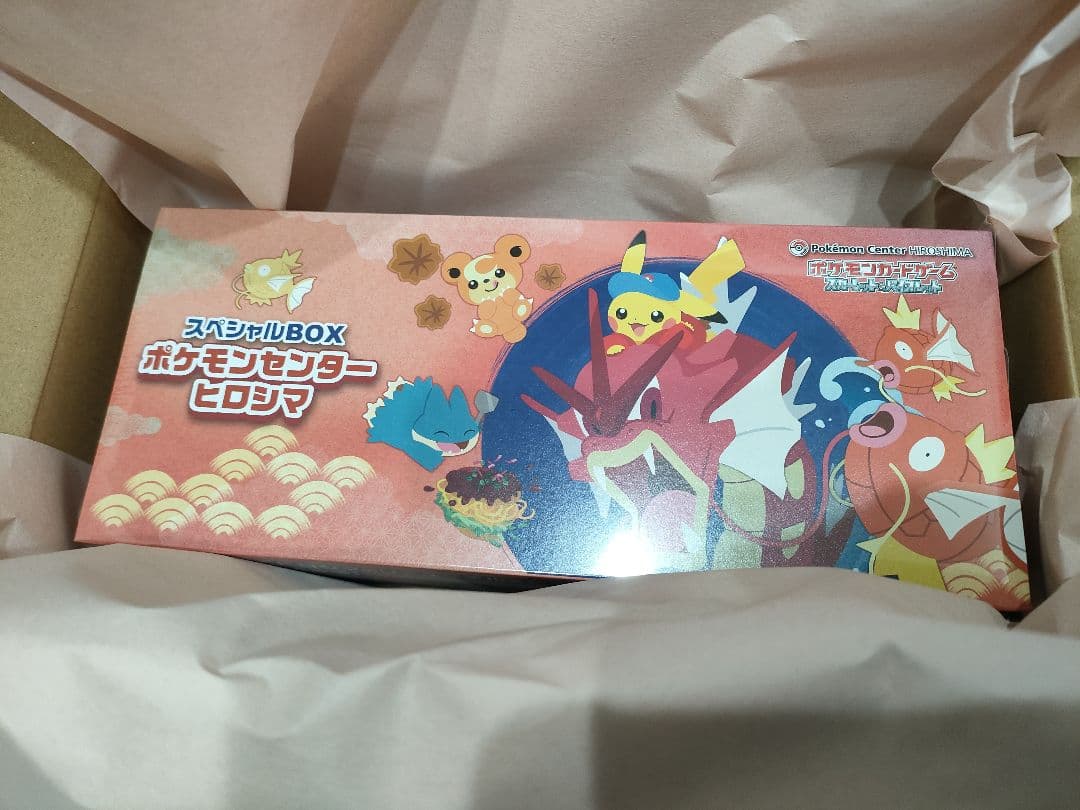 Pokémon Center HIROSHIMA
ポケモンカードゲーム
スカーレット&バイオレット
スペシャルBOX
ポケモンセンター
ヒロシマ